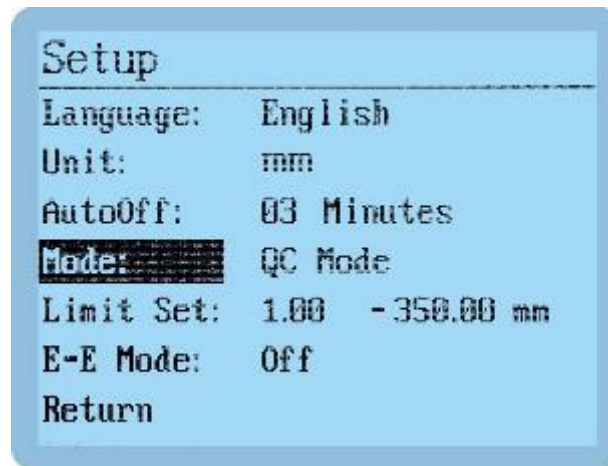 Setup
Language: English
Unit: mm
AutoOff: 03 Minutes
Mode: QC Mode
Limit Set: 1.00 - 350.00 mm
E-E Mode: Off
Return